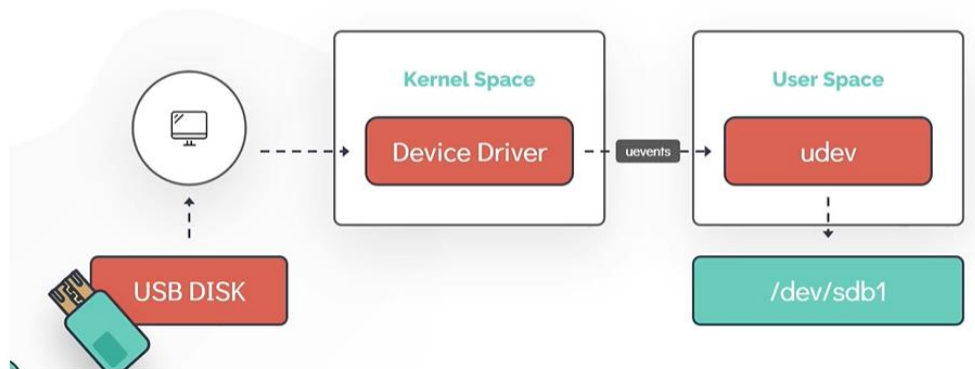 Kernel Space
User Space
Device Driver
uevents
udev
USB DISK
/dev/sdb1